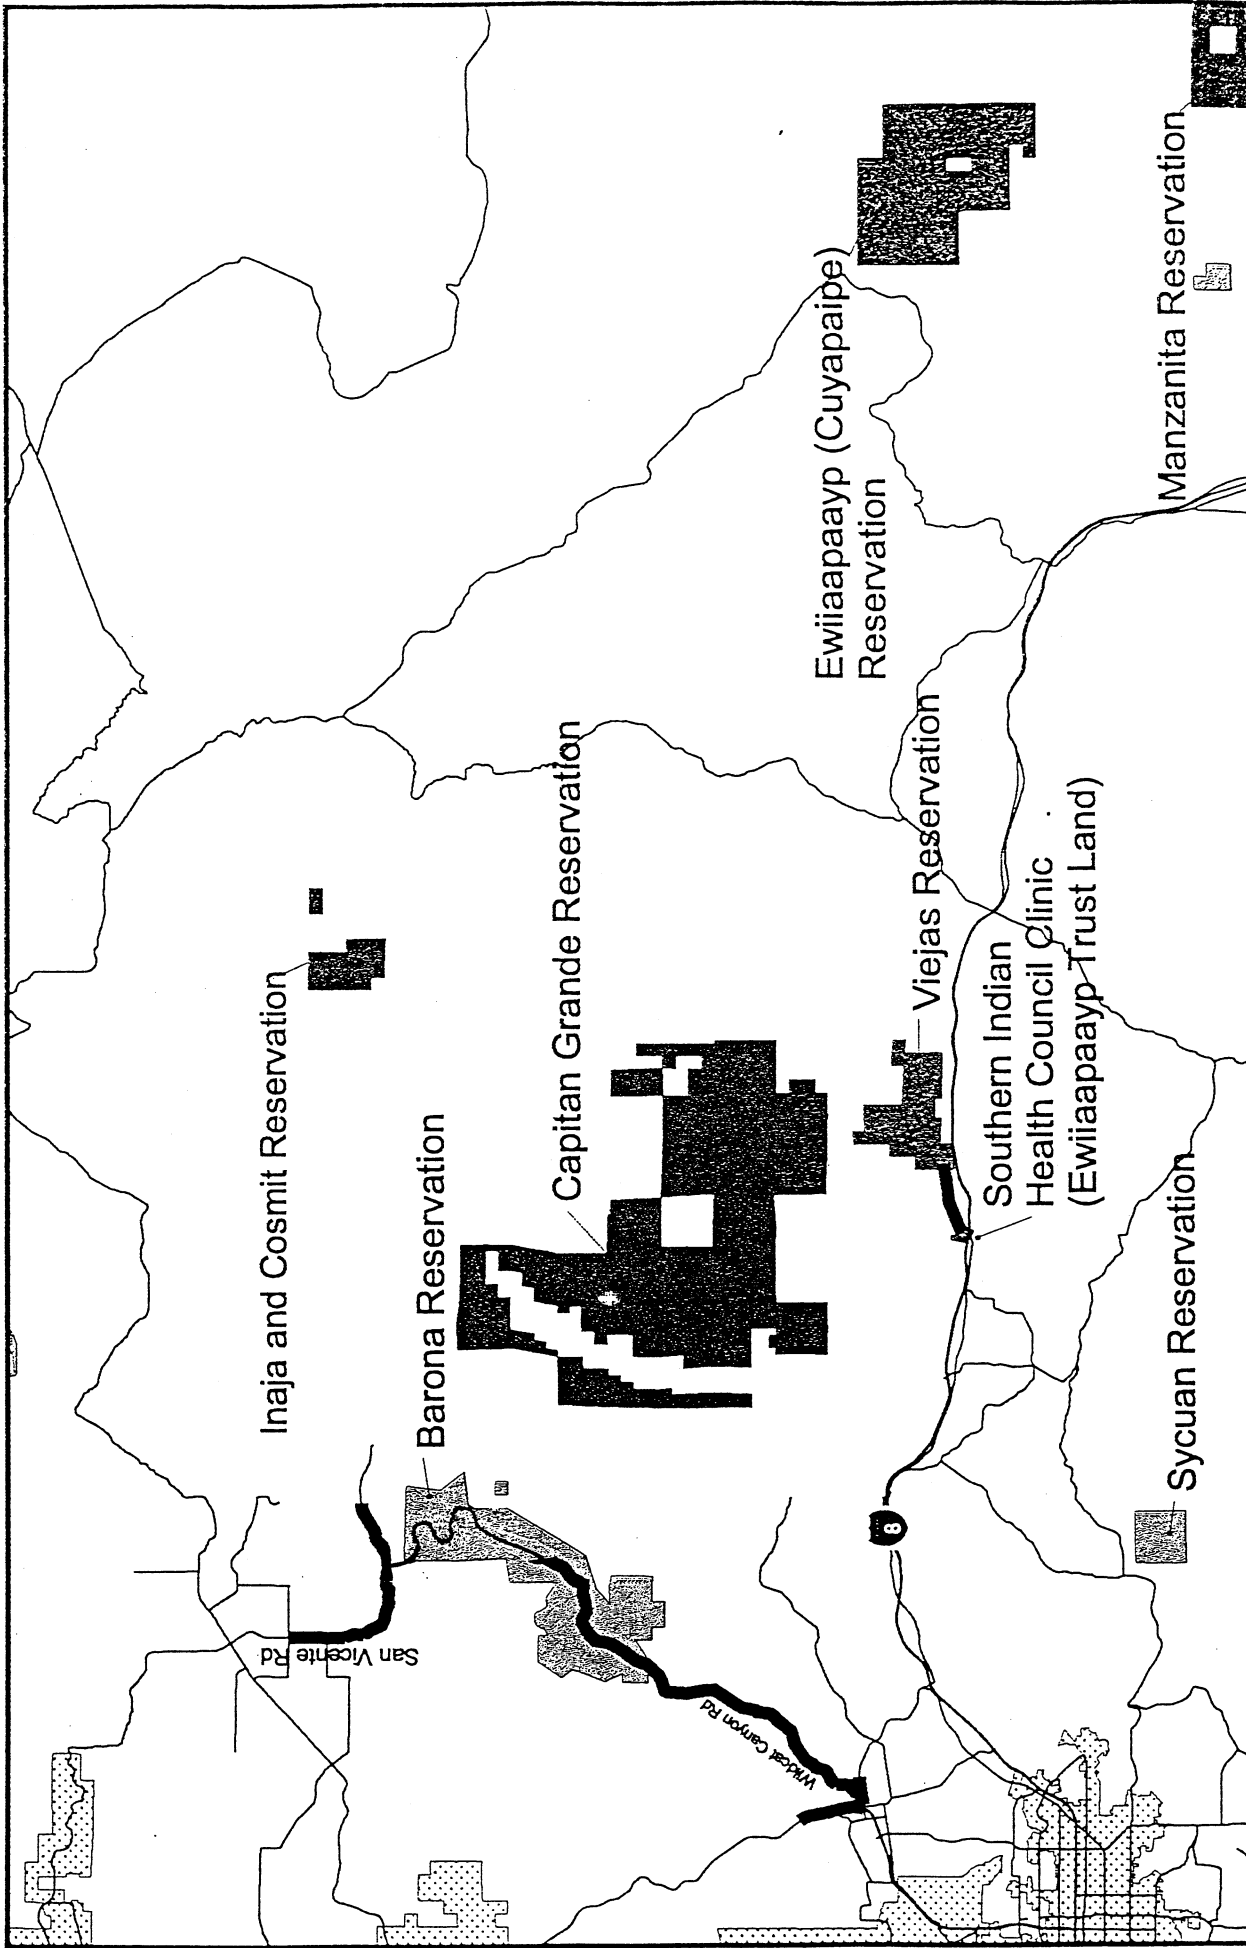 Inaja and Cosmit Reservation
San Vicente Rd
Barona Reservation
Capitan Grande Reservation
Wildcat Canyon Rd
Ewiiaapaayp (Cuyapaipe)
Reservation
8
Viejas Reservation
Southern Indian
Health Council Clinic
(Ewiiaapaayp Trust Land)
Manzanita Reservation
Sycuan Reservation